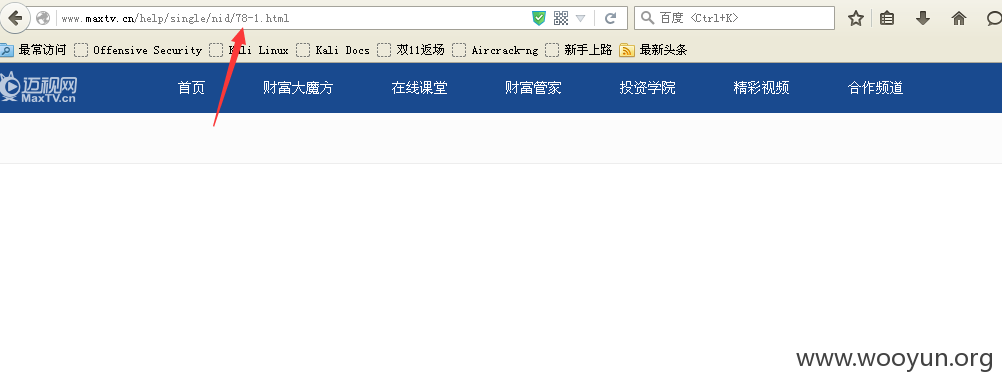 www.maxtv.cn/help/single/nid/78-1.html
百度 <Ctrl+K>
最常访问 Offensive Security Kali Linux Kali Docs 双11返场 Aircrack-ng 新手上路 最新头条
迈视网 首页 财富大魔方 在线课堂 财富管家 投资学院 精彩视频 合作频道
MaxTV.cn
www.wooyun.org